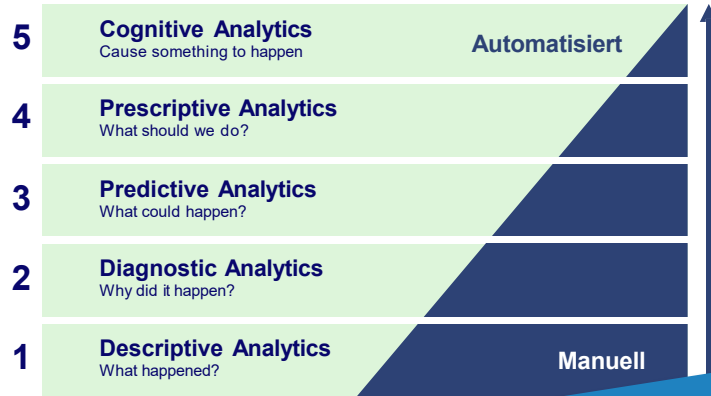 5
Cognitive Analytics
Cause something to happen
Automatisiert
4
Prescriptive Analytics
What should we do?
3
Predictive Analytics
What could happen?
2
Diagnostic Analytics
Why did it happen?
1
Descriptive Analytics
What happened?
Manuell